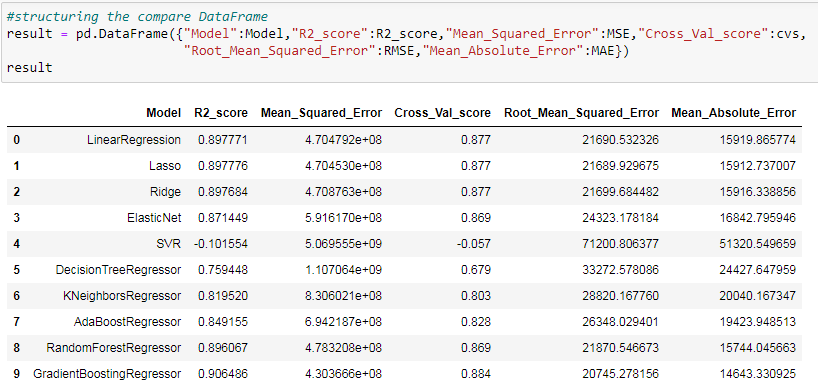 #structuring the compare DataFrame
result = pd.DataFrame({"Model":Model,"R2_score":R2_score,"Mean_Squared_Error":MSE,"Cross_Val_score":cvs,
"Root_Mean_Squared_Error":RMSE,"Mean_Absolute_Error":MAE})
result
Model R2_score Mean_Squared_Error Cross_Val_score Root_Mean_Squared_Error Mean_Absolute_Error
0 LinearRegression 0.897771 4.704792e+08 0.877 21690.532326 15919.865774
1 Lasso 0.897776 4.704530e+08 0.877 21689.929675 15912.737007
2 Ridge 0.897684 4.708763e+08 0.877 21699.684482 15916.338856
3 ElasticNet 0.871449 5.916170e+08 0.869 24323.178184 16842.795946
4 SVR -0.101554 5.069555e+09 -0.057 71200.806377 51320.549659
5 DecisionTreeRegressor 0.759448 1.107064e+09 0.679 33272.578086 24427.647959
6 KNeighborsRegressor 0.819520 8.306021e+08 0.803 28820.167760 20040.167347
7 AdaBoostRegressor 0.849155 6.942187e+08 0.828 26348.029401 19423.948513
8 RandomForestRegressor 0.896067 4.783208e+08 0.869 21870.546673 15744.045663
9 GradientBoostingRegressor 0.906486 4.303666e+08 0.884 20745.278156 14643.330925